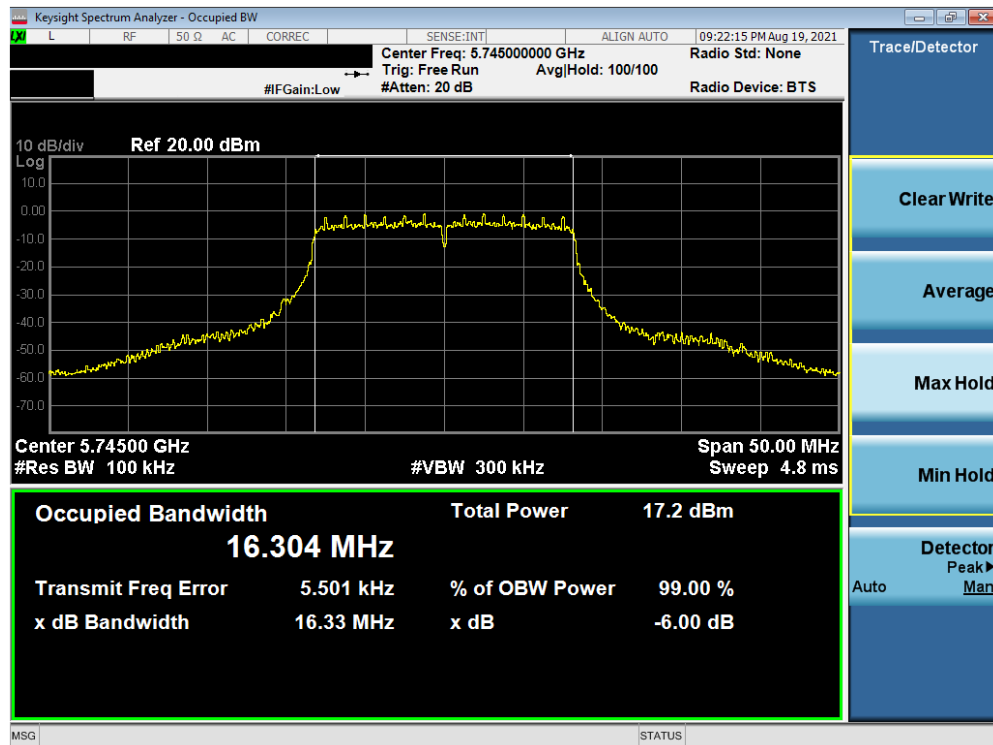 Keysight Spectrum Analyzer - Occupied BW
LXI L RF 50 Ω AC CORREC SENSE:INT ALIGN AUTO 09:22:15 PM Aug 19, 2021
Center Freq: 5.745000000 GHz Radio Std: None
Trig: Free Run Avg|Hold: 100/100
#IFGain:Low #Atten: 20 dB Radio Device: BTS
10 dB/div Ref 20.00 dBm
Log
10.0
0.00
-10.0
-20.0
-30.0
-40.0
-50.0
-60.0
-70.0
Center 5.74500 GHz Span 50.00 MHz
#Res BW 100 kHz #VBW 300 kHz Sweep 4.8 ms
Occupied Bandwidth Total Power 17.2 dBm
16.304 MHz
Transmit Freq Error 5.501 kHz % of OBW Power 99.00 %
x dB Bandwidth 16.33 MHz x dB -6.00 dB
Trace/Detector
Clear Write
Average
Max Hold
Min Hold
Detector
Peak▶
Auto Man
MSG STATUS